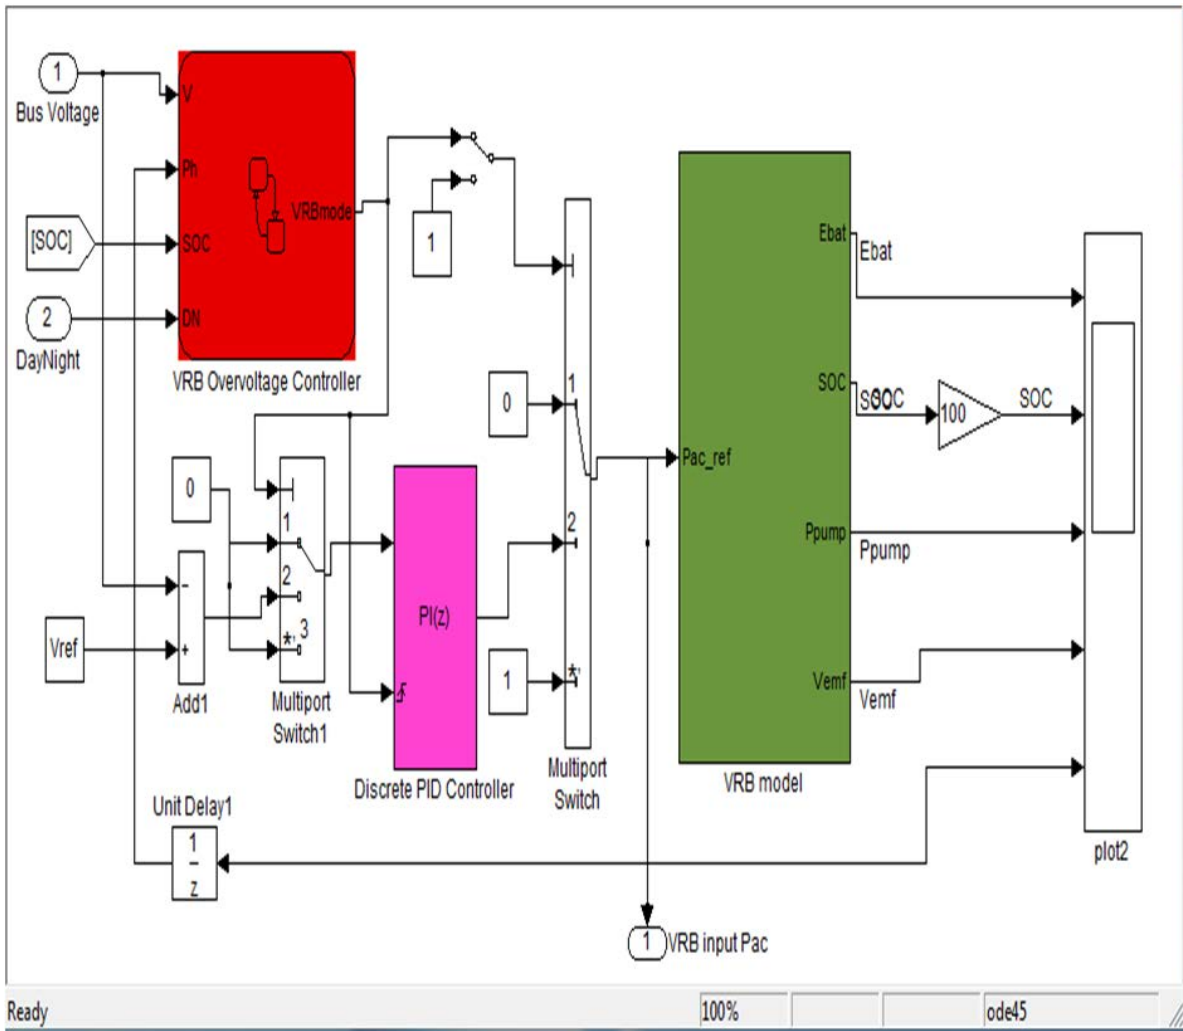 1
Bus Voltage
V
Ph
[SOC]
SOC
VRBmode
2
DN
DayNight
VRB Overvoltage Controller
1
0
1
2
*,
1
0
1
2
*, 3
Vref
-
+
Add1
Multiport
Switch1
PI(z)
Discrete PID Controller
Multiport
Switch
Pac_ref
Ebat
Ebat
SOC
SOC
SOC
100
SOC
Ppump
Ppump
Vemf
Vemf
VRB model
plot2
Unit Delay1
1
z
1
VRB input Pac
Ready
100%
ode45